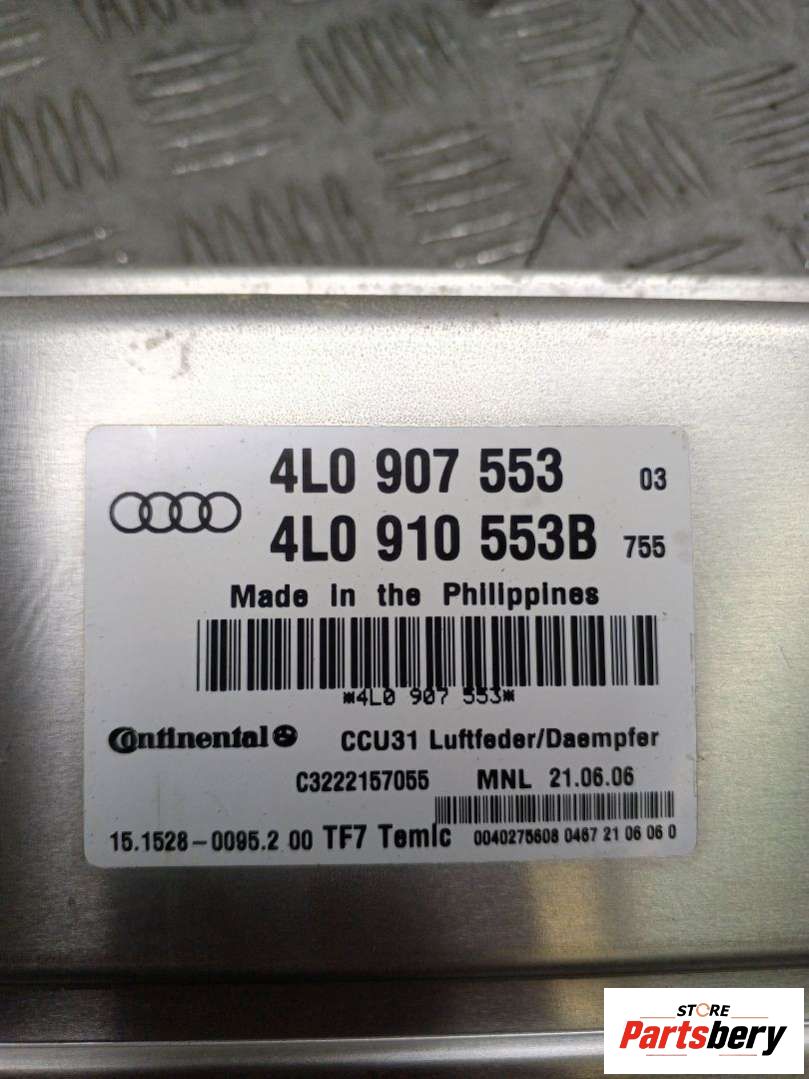 4L0 907 553 03
4L0 910 553B 755
Made in the Philippines
*4L0 907 553*
Continental CCU31 Luftfeder/Daempfer
C3222157055 MNL 21.06.06
15.1528-0095.2 00 TF7 Temic 0040275608 0467 21 06 06 0
STORE
Partsbery